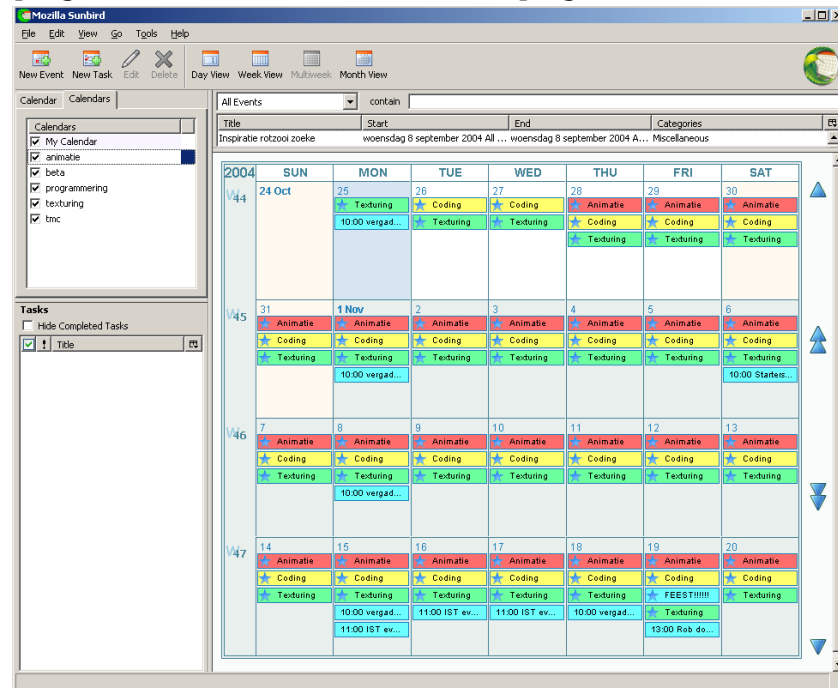 Mozilla Sunbird
File Edit View Go Tools Help
New Event New Task Edit Delete Day View Week View Multiweek Month View
Calendar Calendars
All Events contain
Calendars
My Calendar
animatie
beta
programmering
texturing
tmc
Title Start End Categories
Inspiratie rotzooi zoeke woensdag 8 september 2004 All ... woensdag 8 september 2004 A... Miscellaneous
2004 SUN MON TUE WED THU FRI SAT
W44 24 Oct 25 26 27 28 29 30
Texturing Coding Coding Animatie Animatie Animatie
10:00 vergad... Texturing Texturing Coding Coding Coding
Texturing Texturing Texturing
Tasks
Hide Completed Tasks
! Title
W45 31 1 Nov 2 3 4 5 6
Animatie Animatie Animatie Animatie Animatie Animatie Animatie
Coding Coding Coding Coding Coding Coding Coding
Texturing Texturing Texturing Texturing Texturing Texturing Texturing
10:00 vergad... 10:00 Starters...
W46 7 8 9 10 11 12 13
Animatie Animatie Animatie Animatie Animatie Animatie Animatie
Coding Coding Coding Coding Coding Coding Coding
Texturing Texturing Texturing Texturing Texturing Texturing Texturing
10:00 vergad...
W47 14 15 16 17 18 19 20
Animatie Animatie Animatie Animatie Animatie Animatie Animatie
Coding Coding Coding Coding Coding Coding Coding
Texturing Texturing Texturing Texturing Texturing FEEST!!!!!! Texturing
10:00 vergad... 11:00 IST ev... 11:00 IST ev... 10:00 vergad... Texturing
11:00 IST ev... 13:00 Rob do...